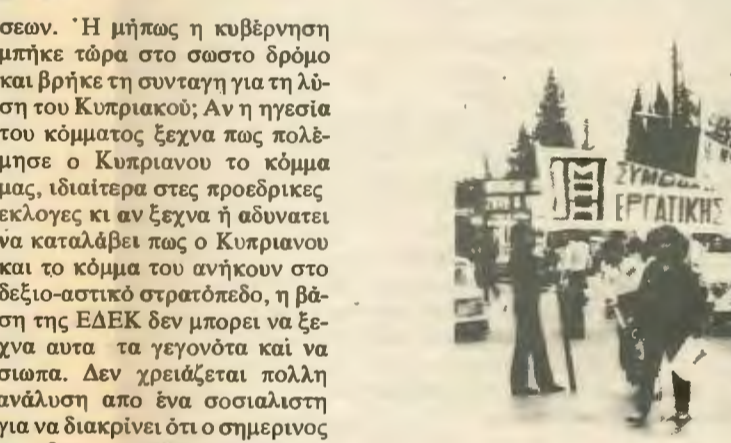 σεων. Ἡ μήπως η κυβέρνηση
μπήκε τώρα στο σωστο δρόμο
και βρήκε τη συνταγη για τη λύ-
ση του Κυπριακοῦ; Αν η ηγεσία
του κόμματος ξεχνα πως πολέ-
μησε ο Κυπριανου το κόμμα
μας, ιδιαίτερα στες προεδρικες
εκλογες κι αν ξεχνα ή αδυνατει
να καταλάβει πως ο Κυπριανου
και το κόμμα του ανήκουν στο
δεξιο-αστικό στρατόπεδο, η βά-
ση της ΕΔΕΚ δεν μπορει να ξε-
χνα αυτα τα γεγονότα καί να
σιωπα. Δεν χρειάζεται πολλη
ανάλυση απο ένα σοσιαλιστη
για να διακρίνει ότι ο σημερινος
ΕΡΓΑΤΙΚΗΣ